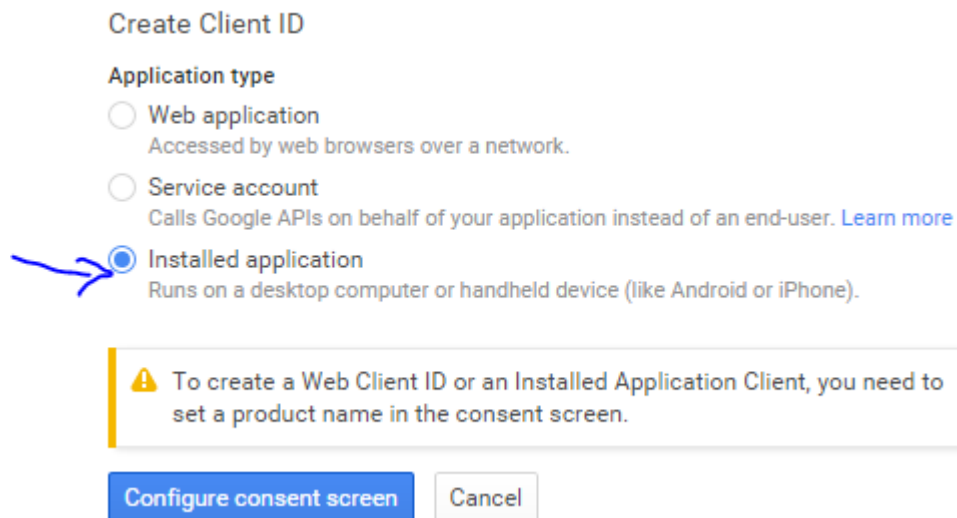 Create Client ID
Application type
Web application
Accessed by web browsers over a network.
Service account
Calls Google APIs on behalf of your application instead of an end-user. Learn more
Installed application
Runs on a desktop computer or handheld device (like Android or iPhone).
To create a Web Client ID or an Installed Application Client, you need to
set a product name in the consent screen.
Configure consent screen Cancel